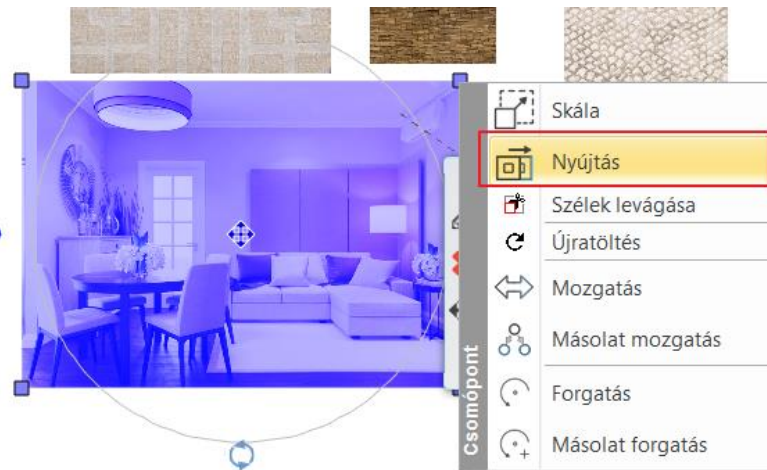 Skála
Nyújtás
Szélek levágása
Újratöltés
Mozgatás
Másolat mozgatás
Forgatás
Másolat forgatás
Csomópont